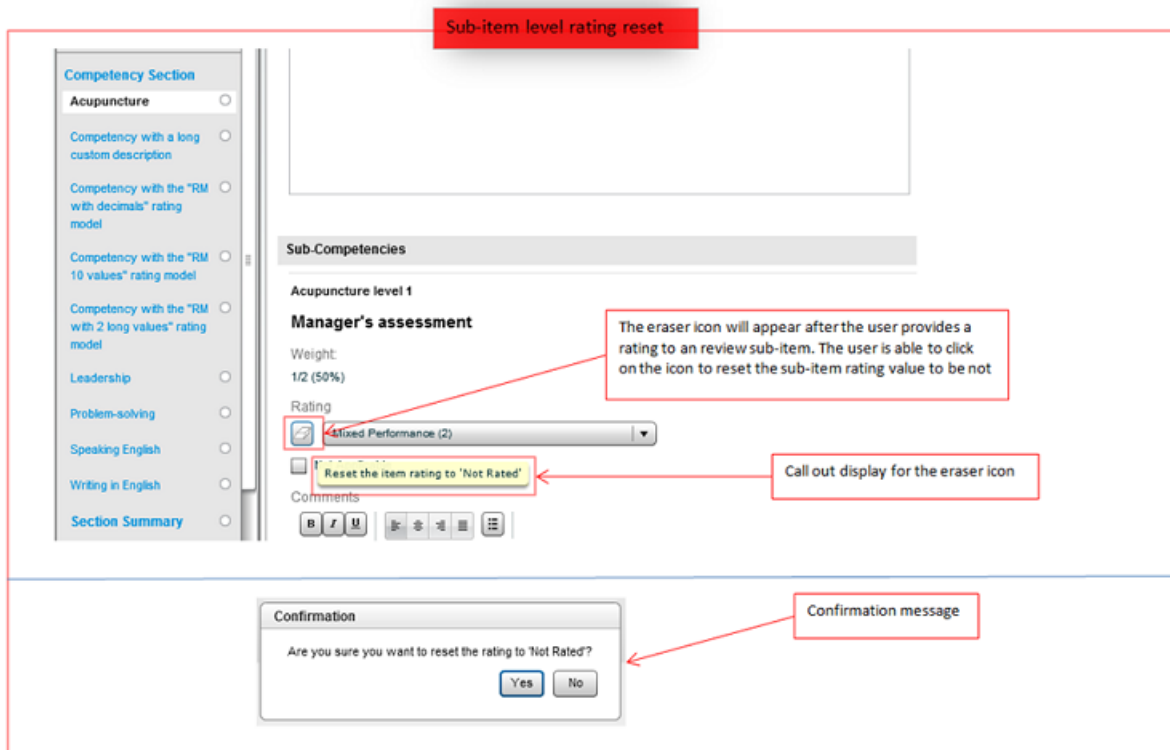 Sub-item level rating reset
Competency Section
Acupuncture
Competency with a long
custom description
Competency with the "RM
with decimals" rating
model
Competency with the "RM
10 values" rating model
Competency with the "RM
with 2 long values" rating
model
Leadership
Problem-solving
Speaking English
Writing in English
Section Summary
Sub-Competencies
Acupuncture level 1
Manager's assessment
Weight:
1/2 (50%)
Rating
Mixed Performance (2)
Reset the item rating to 'Not Rated'
Comments
B I U
The eraser icon will appear after the user provides a
rating to an review sub-item. The user is able to click
on the icon to reset the sub-item rating value to be not
Call out display for the eraser icon
Confirmation
Are you sure you want to reset the rating to 'Not Rated'?
Yes No
Confirmation message